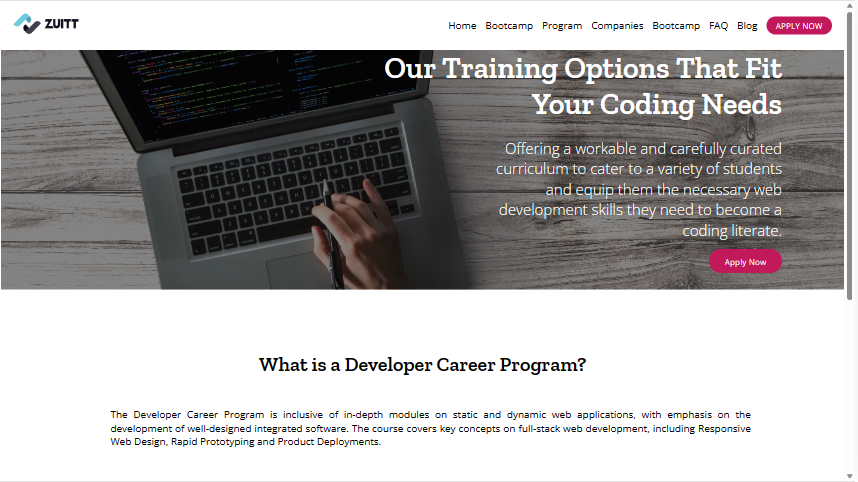 ZUITT
Home Bootcamp Program Companies Bootcamp FAQ Blog APPLY NOW
Our Training Options That Fit
Your Coding Needs
Offering a workable and carefully curated
curriculum to cater to a variety of students
and equip them the necessary web
development skills they need to become a
coding literate.
Apply Now
What is a Developer Career Program?
The Developer Career Program is inclusive of in-depth modules on static and dynamic web applications, with emphasis on the
development of well-designed integrated software. The course covers key concepts on full-stack web development, including Responsive
Web Design, Rapid Prototyping and Product Deployments.